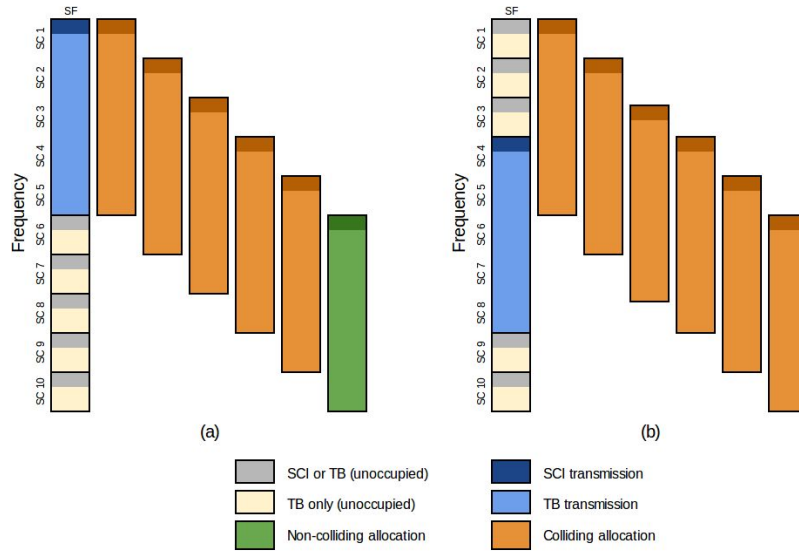 SF
SC 1
SC 2
SC 3
SC 4
SC 5
SC 6
SC 7
SC 8
SC 9
SC 10
Frequency
(a)
SF
SC 1
SC 2
SC 3
SC 4
SC 5
SC 6
SC 7
SC 8
SC 9
SC 10
Frequency
(b)
SCI or TB (unoccupied)
SCI transmission
TB only (unoccupied)
TB transmission
Non-colliding allocation
Colliding allocation